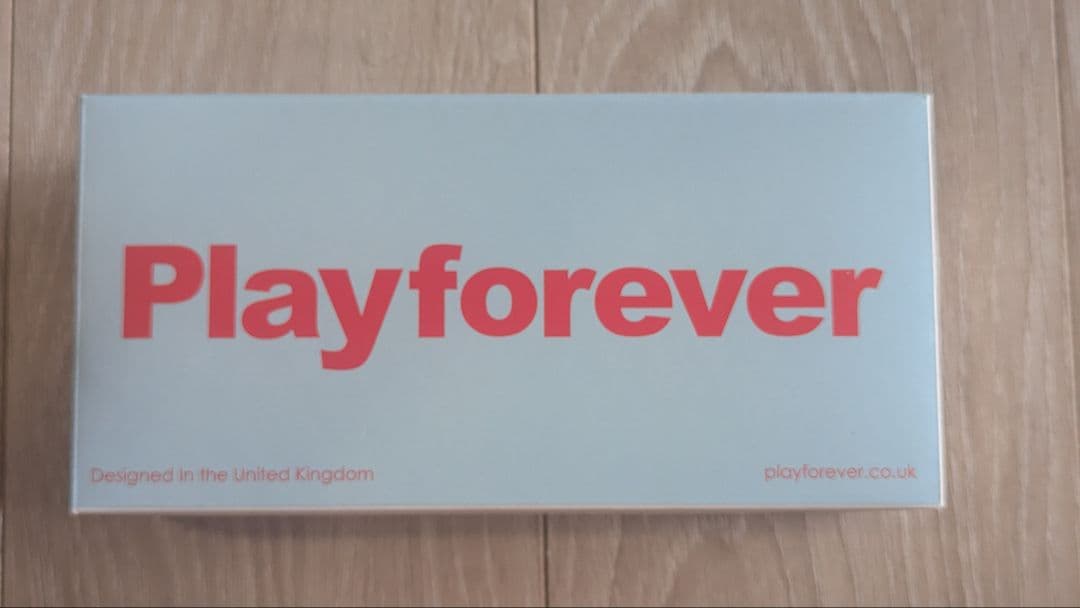 Playforever
Designed in the United Kingdom
playforever.co.uk